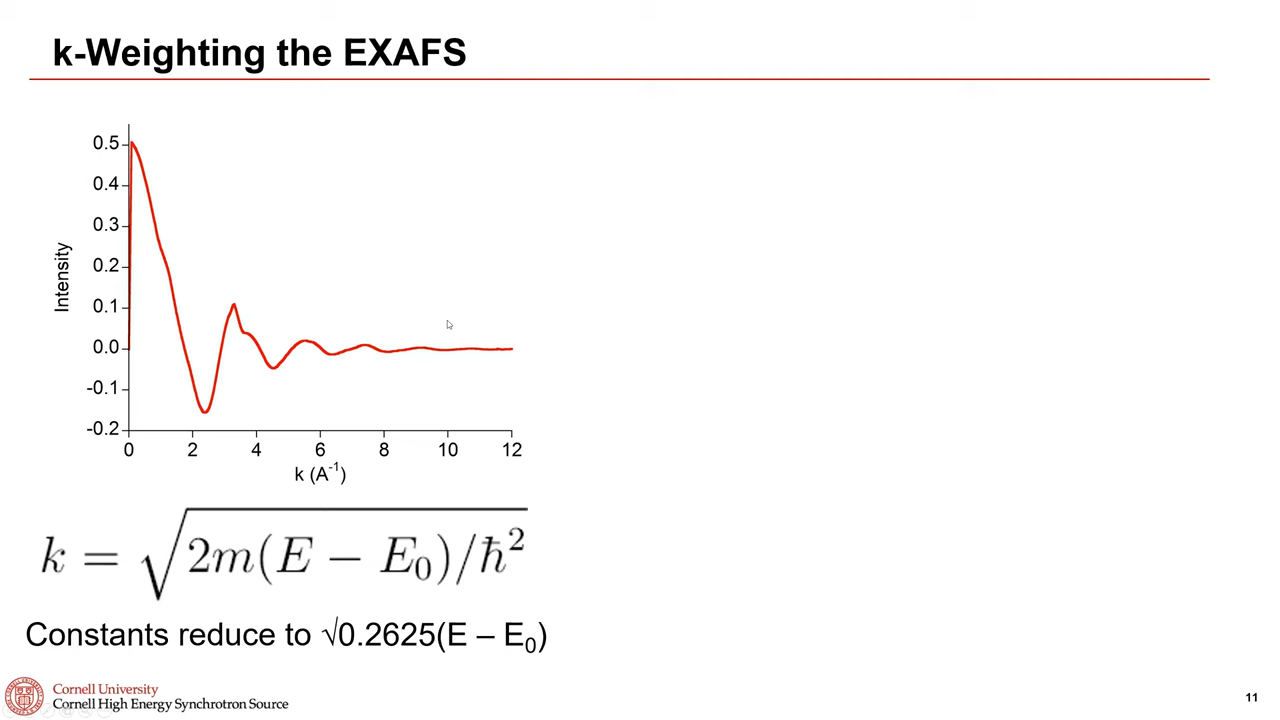 k-Weighting the EXAFS
Intensity
0.5
0.4
0.3
0.2
0.1
0.0
-0.1
-0.2
0 2 4 6 8 10 12
k (A⁻¹)
k = √2m(E − E₀)/ħ²
Constants reduce to √0.2625(E – E₀)
Cornell University
Cornell High Energy Synchrotron Source
11